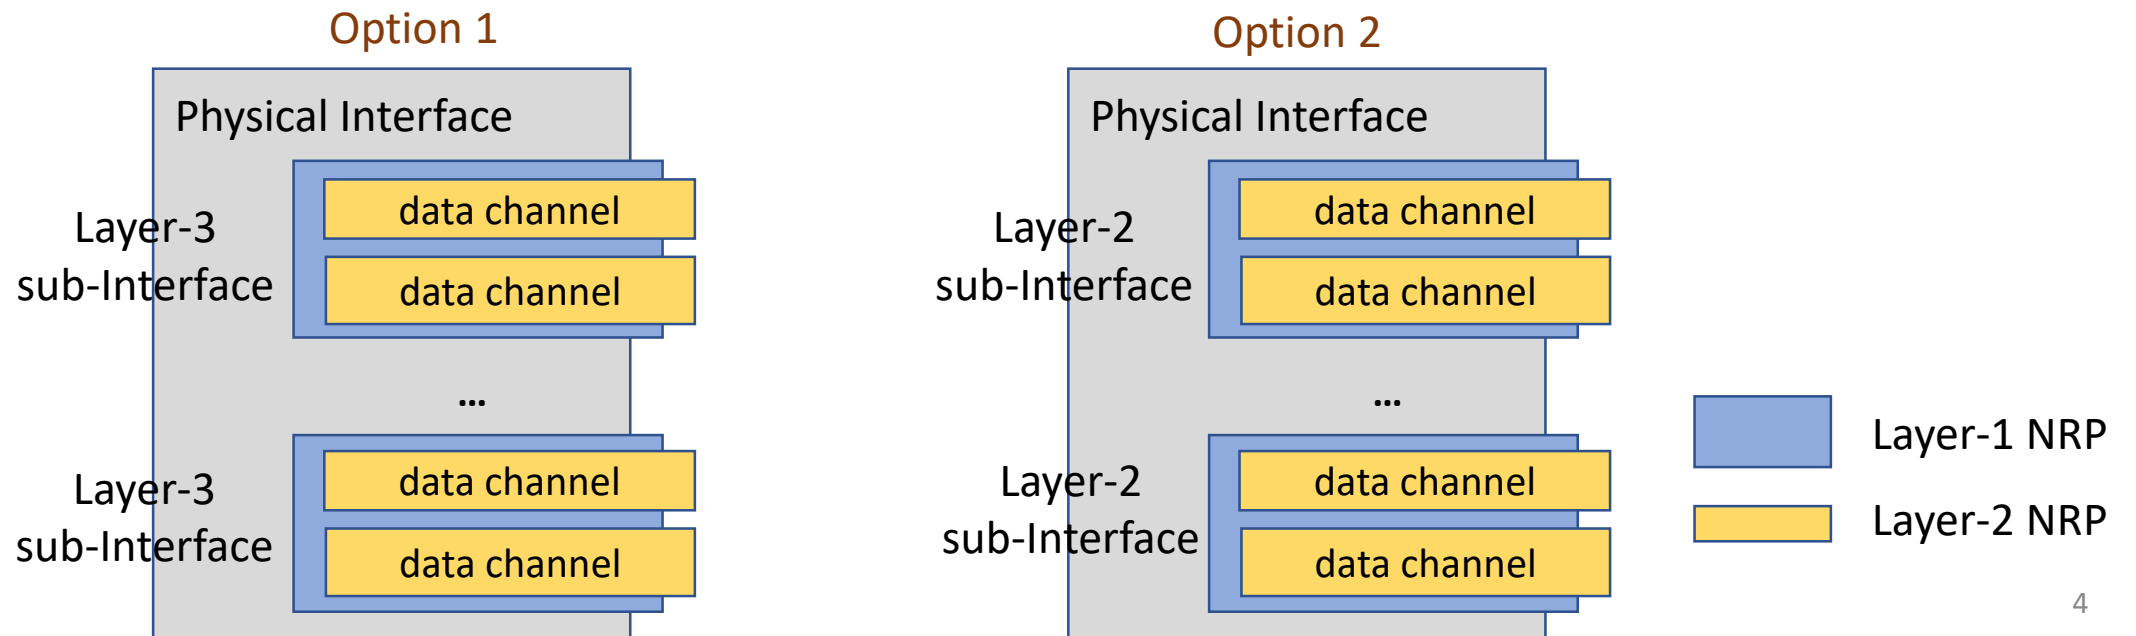 Option 1
Physical Interface
data channel
Layer-3
sub-Interface
data channel
...
data channel
Layer-3
sub-Interface
data channel
Option 2
Physical Interface
data channel
Layer-2
sub-Interface
data channel
...
data channel
Layer-2
sub-Interface
data channel
Layer-1 NRP
Layer-2 NRP
4